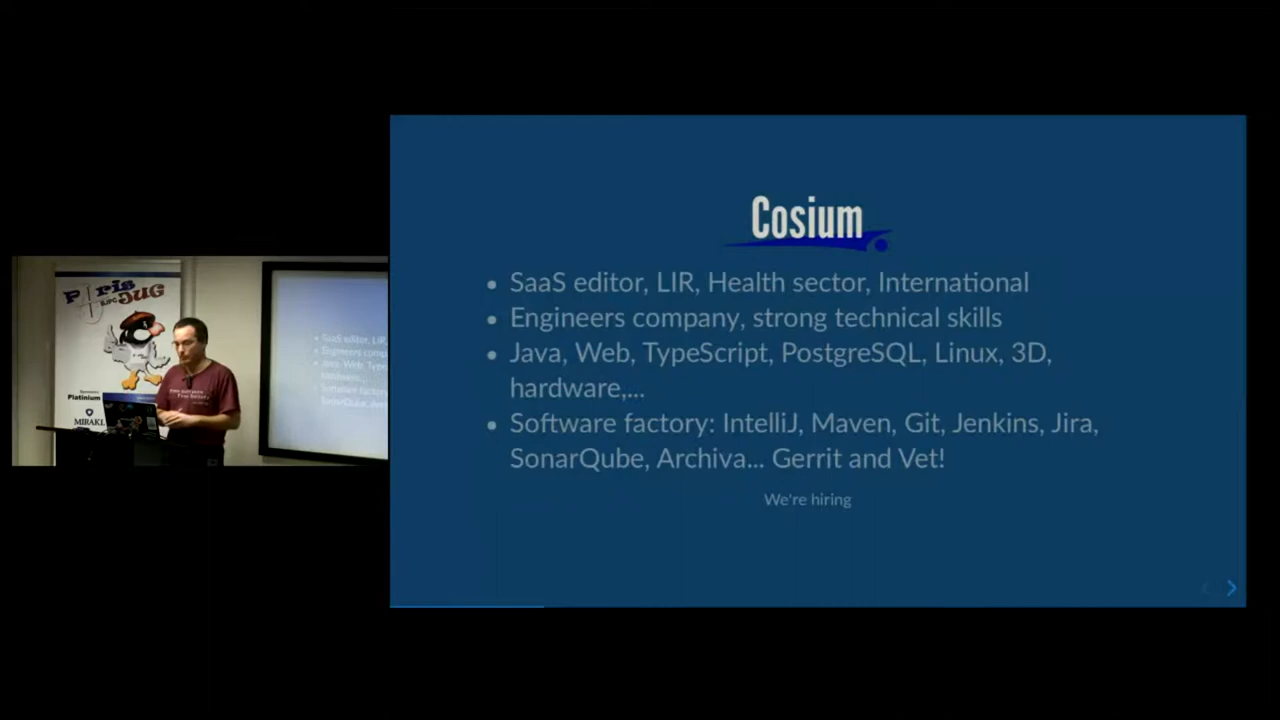 Paris
JUG
Platinium
MIRAKL
Cosium
SaaS editor, LIR, Health sector, International
Engineers company, strong technical skills
Java, Web, TypeScript, PostgreSQL, Linux, 3D,
hardware,...
Software factory: IntelliJ, Maven, Git, Jenkins, Jira,
SonarQube, Archiva... Gerrit and Vet!
We're hiring